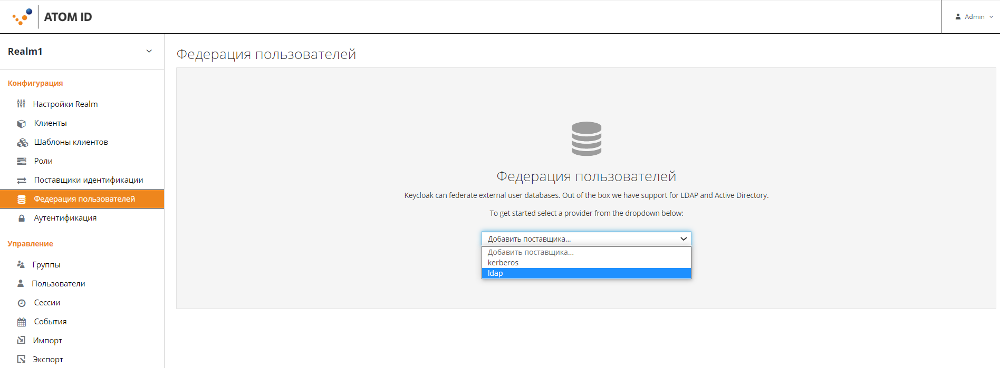 ATOM ID
Admin
Realm1
Конфигурация
Настройки Realm
Клиенты
Шаблоны клиентов
Роли
Поставщики идентификации
Федерация пользователей
Аутентификация
Управление
Группы
Пользователи
Сессии
События
Импорт
Экспорт
Федерация пользователей
Федерация пользователей
Keycloak can federate external user databases. Out of the box we have support for LDAP and Active Directory.
To get started select a provider from the dropdown below:
Добавить поставщика...
Добавить поставщика...
kerberos
ldap